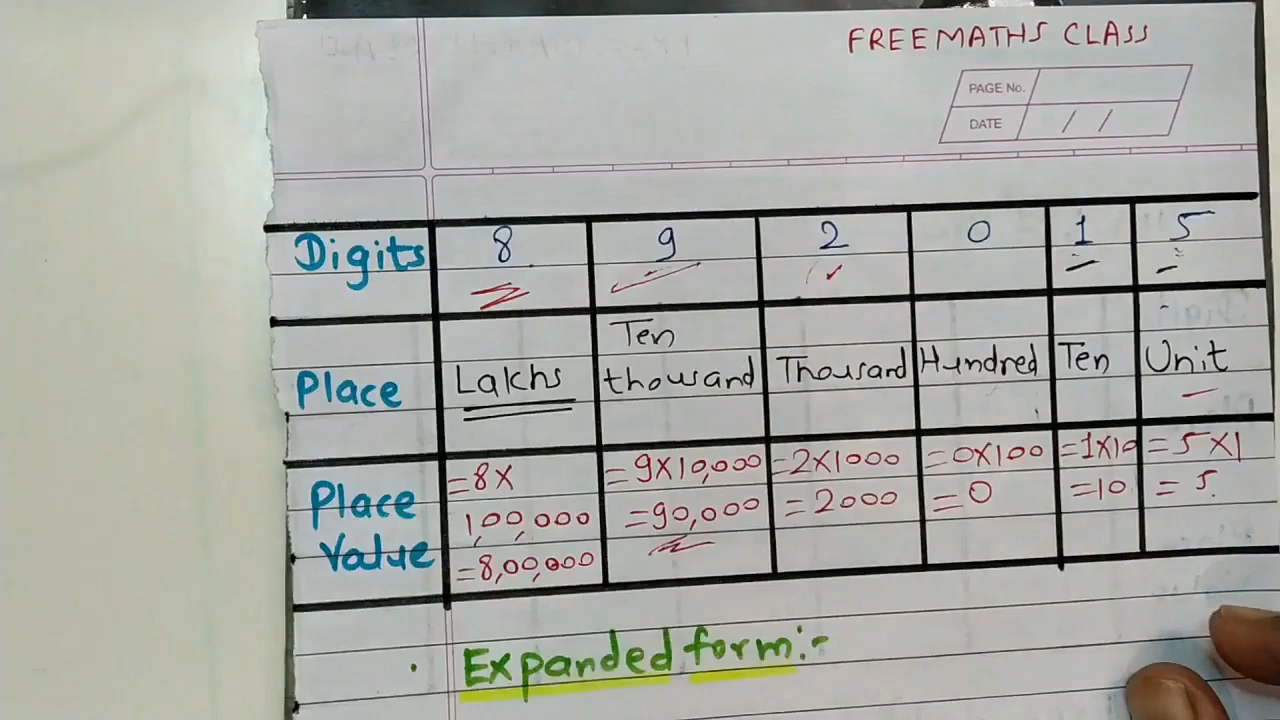 FREEMATHS CLASS
PAGE No.
DATE / /
Digits 8 9 2 0 1 5
Place Lakhs Ten thousand Thousand Hundred Ten Unit
Place Value =8X 1,00,000 =8,00,000 =9X10,000 =90,000 =2X1000 =2000 =0X100 =0 =1X10 =10 =5X1 =5
Expanded form:-